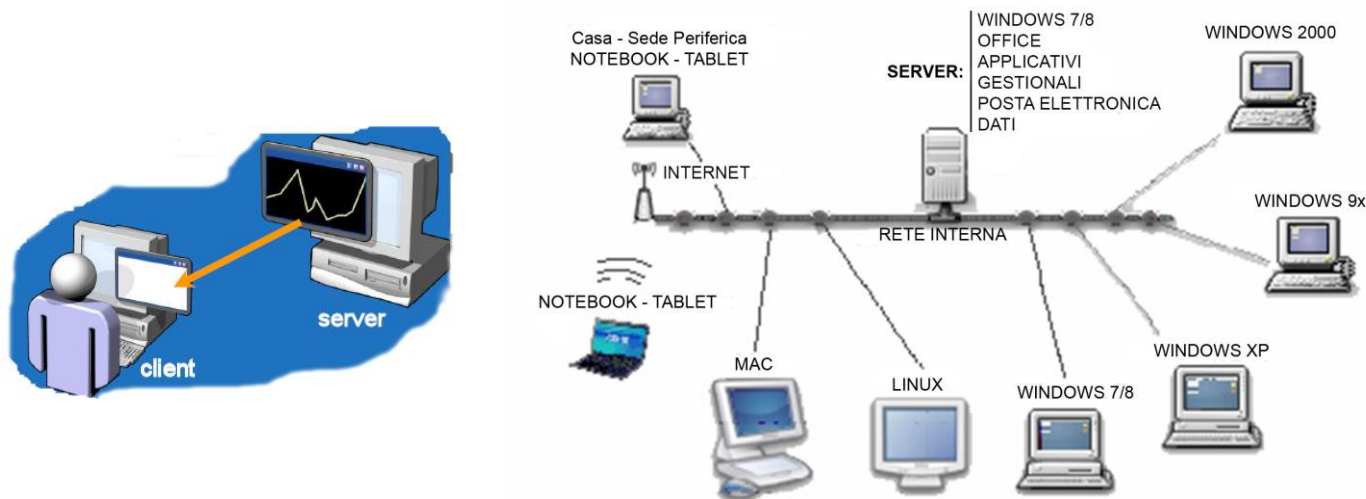 server
client
Casa - Sede Periferica
NOTEBOOK - TABLET
SERVER:
WINDOWS 7/8
OFFICE
APPLICATIVI
GESTIONALI
POSTA ELETTRONICA
DATI
WINDOWS 2000
INTERNET
WINDOWS 9x
RETE INTERNA
NOTEBOOK - TABLET
MAC
LINUX
WINDOWS 7/8
WINDOWS XP